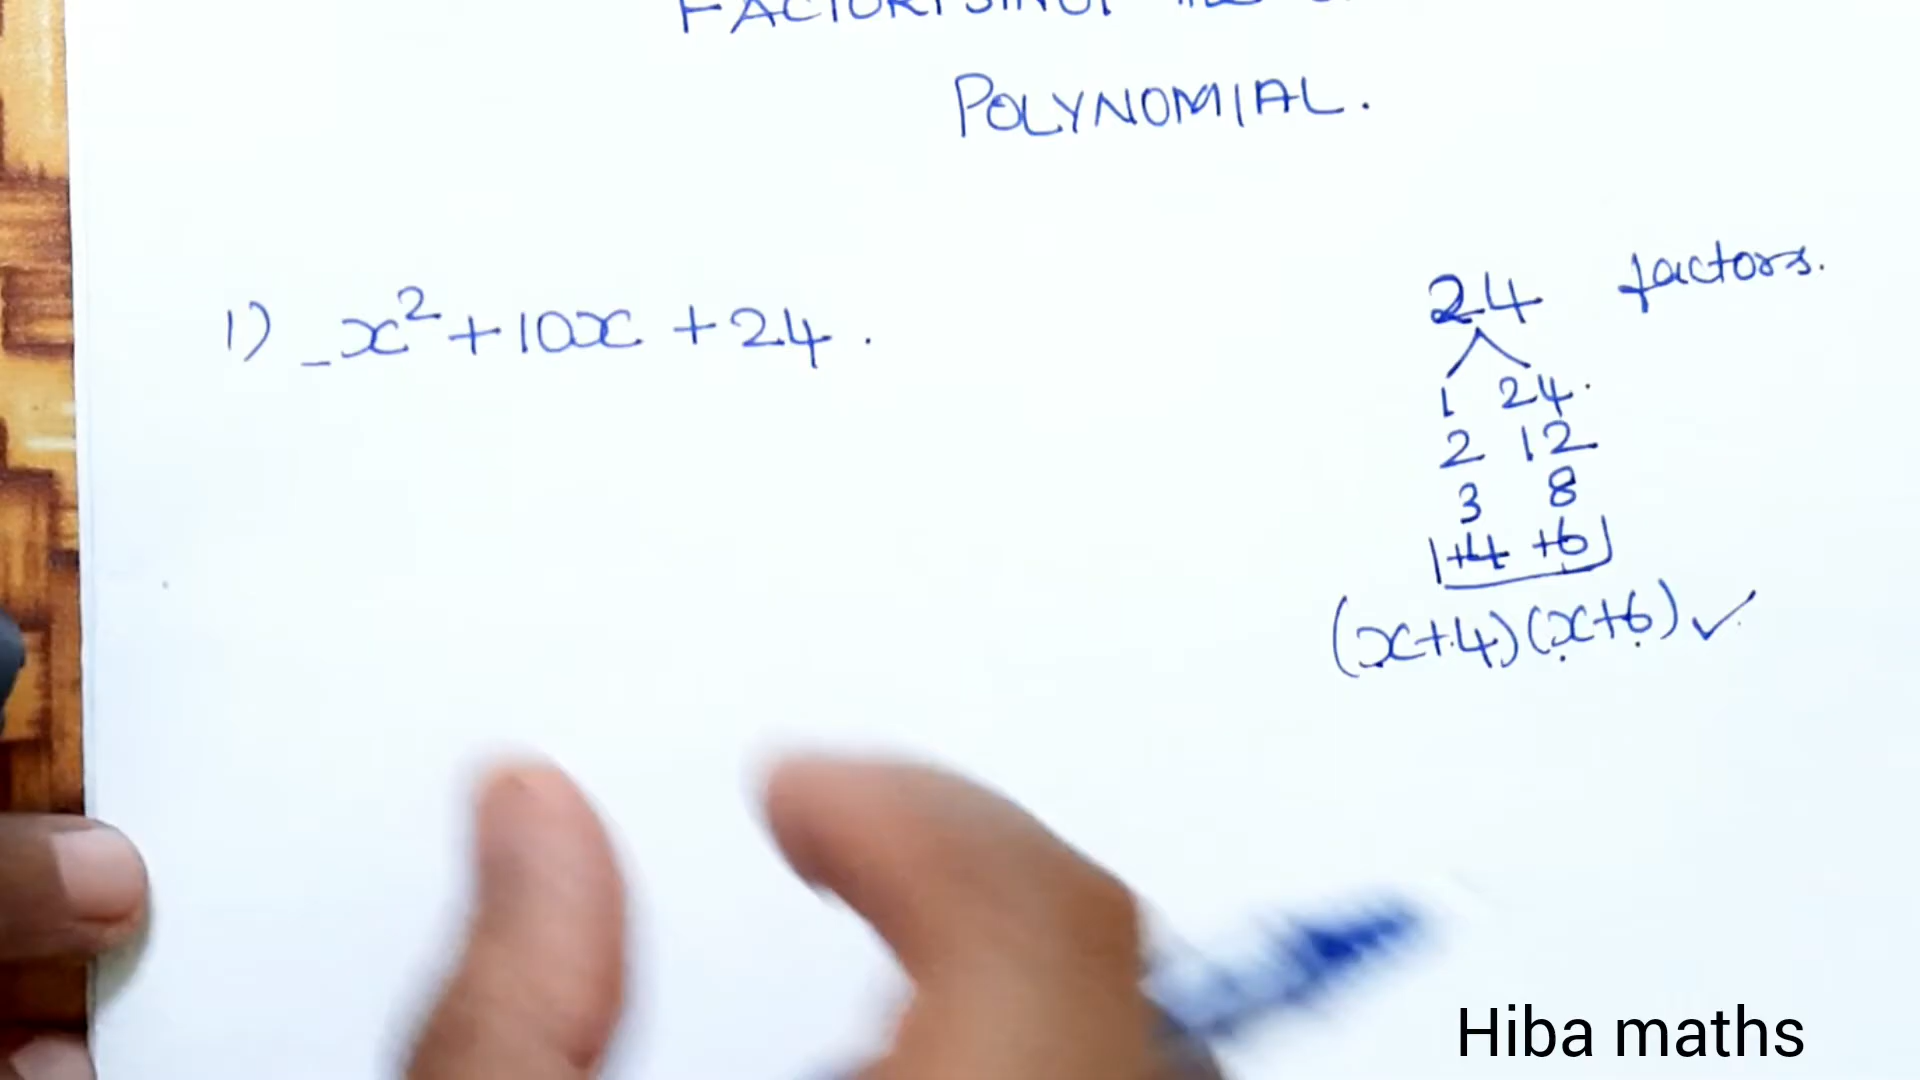 FACTORISING
POLYNOMIAL.
1) x² + 10x + 24.
24 factors.
1 24.
2 12
3 8
+4 +6
(x+4)(x+6) ✓
Hiba maths